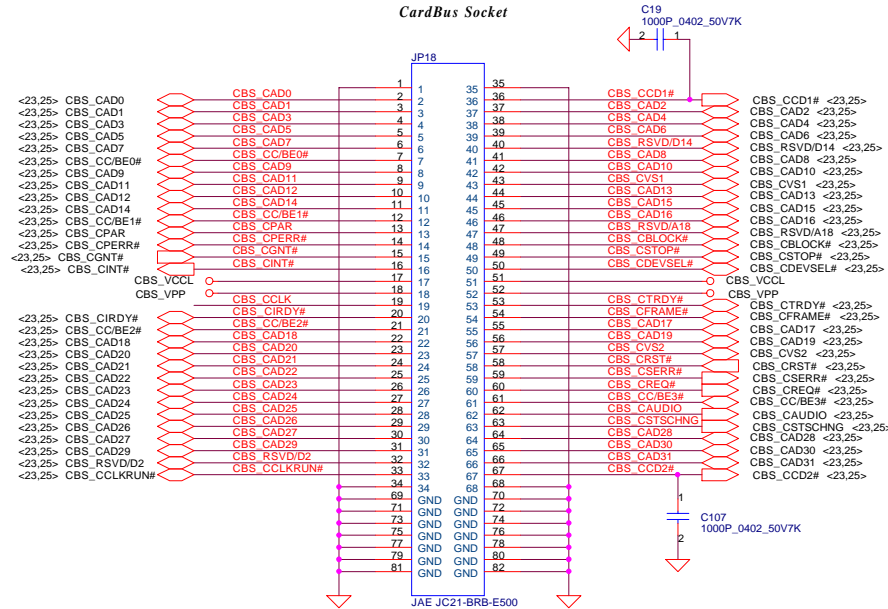 CardBus Socket
C19
1000P_0402_50V7K
2 1
JP18
1 1 35 35
<23,25> CBS_CAD0 CBS_CAD0 2 2 36 36 CBS_CCD1# CBS_CCD1# <23,25>
<23,25> CBS_CAD1 CBS_CAD1 3 3 37 37 CBS_CAD2 CBS_CAD2 <23,25>
<23,25> CBS_CAD3 CBS_CAD3 4 4 38 38 CBS_CAD4 CBS_CAD4 <23,25>
<23,25> CBS_CAD5 CBS_CAD5 5 5 39 39 CBS_CAD6 CBS_CAD6 <23,25>
<23,25> CBS_CAD7 CBS_CAD7 6 6 40 40 CBS_RSVD/D14 CBS_RSVD/D14 <23,25>
<23,25> CBS_CC/BE0# CBS_CC/BE0# 7 7 41 41 CBS_CAD8 CBS_CAD8 <23,25>
<23,25> CBS_CAD9 CBS_CAD9 8 8 42 42 CBS_CAD10 CBS_CAD10 <23,25>
<23,25> CBS_CAD11 CBS_CAD11 9 9 43 43 CBS_CVS1 CBS_CVS1 <23,25>
<23,25> CBS_CAD12 CBS_CAD12 10 10 44 44 CBS_CAD13 CBS_CAD13 <23,25>
<23,25> CBS_CAD14 CBS_CAD14 11 11 45 45 CBS_CAD15 CBS_CAD15 <23,25>
<23,25> CBS_CC/BE1# CBS_CC/BE1# 12 12 46 46 CBS_CAD16 CBS_CAD16 <23,25>
<23,25> CBS_CPAR CBS_CPAR 13 13 47 47 CBS_RSVD/A18 CBS_RSVD/A18 <23,25>
<23,25> CBS_CPERR# CBS_CPERR# 14 14 48 48 CBS_CBLOCK# CBS_CBLOCK# <23,25>
<23,25> CBS_CGNT# CBS_CGNT# 15 15 49 49 CBS_CSTOP# CBS_CSTOP# <23,25>
<23,25> CBS_CINT# CBS_CINT# 16 16 50 50 CBS_CDEVSEL# CBS_CDEVSEL# <23,25>
CBS_VCCL 17 17 51 51 CBS_VCCL
CBS_VPP 18 18 52 52 CBS_VPP
CBS_CCLK 19 19 53 53 CBS_CTRDY# CBS_CTRDY# <23,25>
<23,25> CBS_CIRDY# CBS_CIRDY# 20 20 54 54 CBS_CFRAME# CBS_CFRAME# <23,25>
<23,25> CBS_CC/BE2# CBS_CC/BE2# 21 21 55 55 CBS_CAD17 CBS_CAD17 <23,25>
<23,25> CBS_CAD18 CBS_CAD18 22 22 56 56 CBS_CAD19 CBS_CAD19 <23,25>
<23,25> CBS_CAD20 CBS_CAD20 23 23 57 57 CBS_CVS2 CBS_CVS2 <23,25>
<23,25> CBS_CAD21 CBS_CAD21 24 24 58 58 CBS_CRST# CBS_CRST# <23,25>
<23,25> CBS_CAD22 CBS_CAD22 25 25 59 59 CBS_CSERR# CBS_CSERR# <23,25>
<23,25> CBS_CAD23 CBS_CAD23 26 26 60 60 CBS_CREQ# CBS_CREQ# <23,25>
<23,25> CBS_CAD24 CBS_CAD24 27 27 61 61 CBS_CC/BE3# CBS_CC/BE3# <23,25>
<23,25> CBS_CAD25 CBS_CAD25 28 28 62 62 CBS_CAUDIO CBS_CAUDIO <23,25>
<23,25> CBS_CAD26 CBS_CAD26 29 29 63 63 CBS_CSTSCHNG CBS_CSTSCHNG <23,25>
<23,25> CBS_CAD27 CBS_CAD27 30 30 64 64 CBS_CAD28 CBS_CAD28 <23,25>
<23,25> CBS_CAD29 CBS_CAD29 31 31 65 65 CBS_CAD30 CBS_CAD30 <23,25>
<23,25> CBS_RSVD/D2 CBS_RSVD/D2 32 32 66 66 CBS_CAD31 CBS_CAD31 <23,25>
<23,25> CBS_CCLKRUN# CBS_CCLKRUN# 33 33 67 67 CBS_CCD2# CBS_CCD2# <23,25>
34 34 68 68
69 GND GND 70
71 GND GND 72
73 GND GND 74
75 GND GND 76
77 GND GND 78
79 GND GND 80
81 GND GND 82
1
C107
1000P_0402_50V7K
2
JAE JC21-BRB-E500